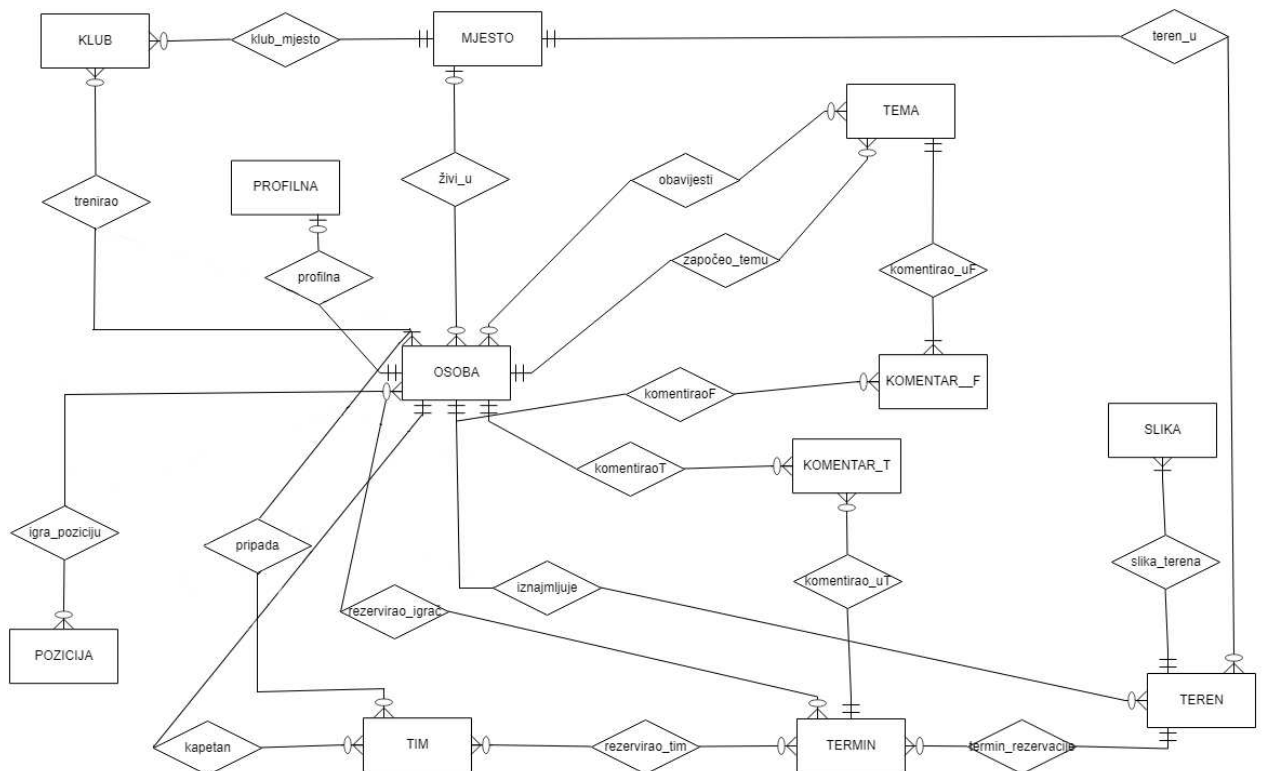 KLUB
klub_mjesto
MJESTO
teren_u
TEMA
PROFILNA
živi_u
obavijesti
trenirao
započeo_temu
profilna
komentirao_uF
OSOBA
komentiraoF
KOMENTAR__F
SLIKA
komentiraoT
KOMENTAR_T
igra_poziciju
pripada
slika_terena
iznajmljuje
komentirao_uT
rezervirao_igrač
POZICIJA
TEREN
kapetan
TIM
rezervirao_tim
TERMIN
termin_rezervacije